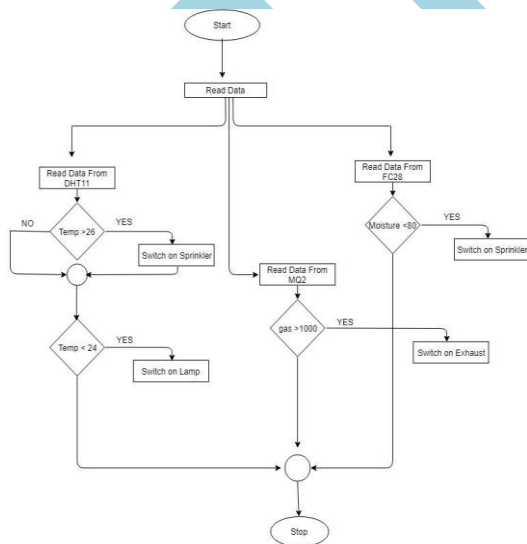 Start
Read Data
Read Data From
DHT11
Temp >26
NO
YES
Switch on Sprinkler
Temp < 24
YES
Switch on Lamp
Read Data From
MQ2
gas >1000
YES
Switch on Exhaust
Read Data From
FC28
Moisture <80
YES
Switch on Sprinkler
Stop